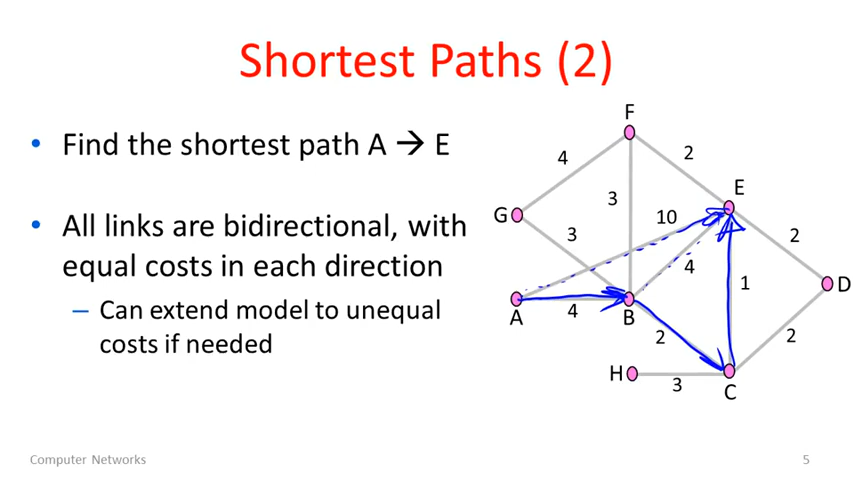 Shortest Paths (2)
• Find the shortest path A → E
• All links are bidirectional, with
equal costs in each direction
– Can extend model to unequal
costs if needed
F
4
2
E
3
G
10
3
2
4
D
1
A
4
B
2
2
H
3
C
Computer Networks
5